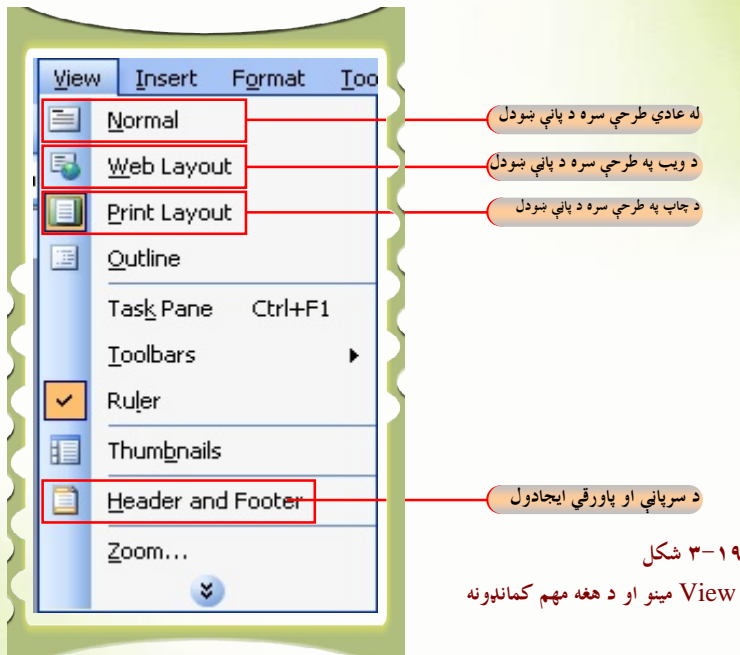 View Insert Format Too
Normal
له عادي طرحې سره د پاڼې ښودل
Web Layout
د ويب په طرحې سره د پاڼې ښودل
Print Layout
د چاپ په طرحې سره د پاڼې ښودل
Outline
Task Pane Ctrl+F1
Toolbars
Ruler
Thumbnails
Header and Footer
د سرپاڼې او پاورقي ايجادول
Zoom...
۳-۱۹ شکل
View مينو او د هغه مهم کماندونه